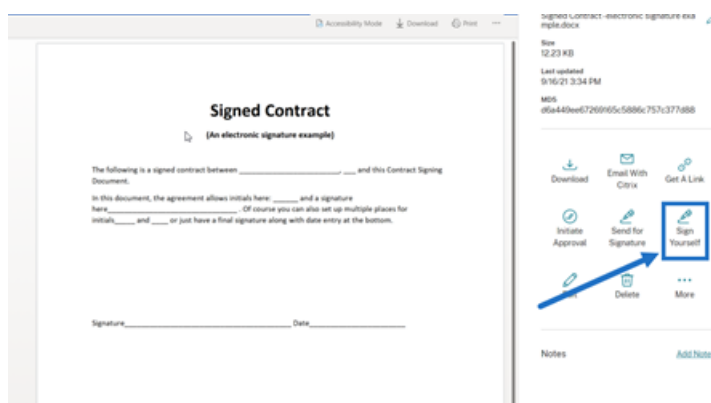 Accessibility Mode Download Print
Signed Contract
(An electronic signature example)
The following is a signed contract between ____________________, ___ and this Contract Signing
Document.
In this document, the agreement allows initials here: ______ and a signature
here____________________________. Of course you can also set up multiple places for
initials_____ and ____ or just have a final signature along with date entry at the bottom.
Signature____________________________________ Date_____________________
Signed Contract -electronic signature exa
mple.docx
Size
12.23 KB
Last updated
9/16/21 3:34 PM
MD5
Download
Email With
Citrix
Get A Link
Initiate
Approval
Send for
Signature
Sign
Yourself
Delete
More
Notes
Add Note